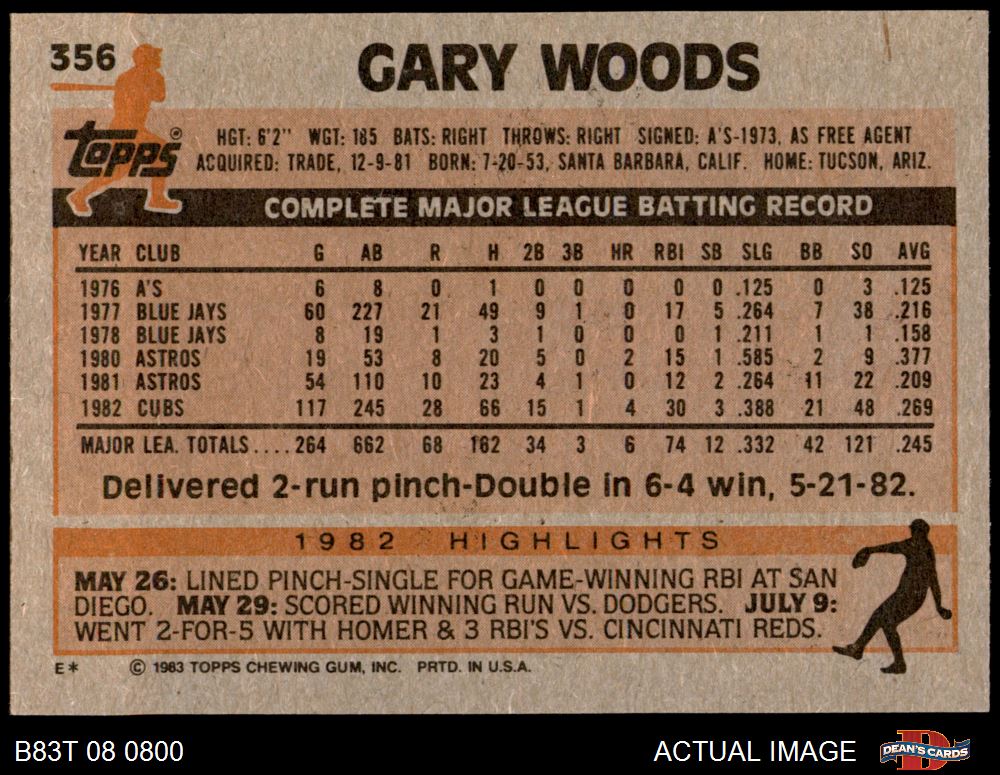 356
GARY WOODS
topps®
HGT: 6'2" WGT: 185 BATS: RIGHT THROWS: RIGHT SIGNED: A'S-1973, AS FREE AGENT
ACQUIRED: TRADE, 12-9-81 BORN: 7-20-53, SANTA BARBARA, CALIF. HOME: TUCSON, ARIZ.
COMPLETE MAJOR LEAGUE BATTING RECORD
YEAR CLUB G AB R H 2B 3B HR RBI SB SLG BB SO AVG
1976 A'S 6 8 0 1 0 0 0 0 0 .125 0 3 .125
1977 BLUE JAYS 60 227 21 49 9 1 0 17 5 .264 7 38 .216
1978 BLUE JAYS 8 19 1 3 1 0 0 0 1 .211 1 1 .158
1980 ASTROS 19 53 8 20 5 0 2 15 1 .585 2 9 .377
1981 ASTROS 54 110 10 23 4 1 0 12 2 .264 11 22 .209
1982 CUBS 117 245 28 66 15 1 4 30 3 .388 21 48 .269
MAJOR LEA. TOTALS....264 662 68 162 34 3 6 74 12 .332 42 121 .245
Delivered 2-run pinch-Double in 6-4 win, 5-21-82.
1982 HIGHLIGHTS
MAY 26: LINED PINCH-SINGLE FOR GAME-WINNING RBI AT SAN
DIEGO. MAY 29: SCORED WINNING RUN VS. DODGERS. JULY 9:
WENT 2-FOR-5 WITH HOMER & 3 RBI'S VS. CINCINNATI REDS.
E* © 1983 TOPPS CHEWING GUM, INC. PRTD. IN U.S.A.
B83T 08 0800 ACTUAL IMAGE DEAN'S CARDS